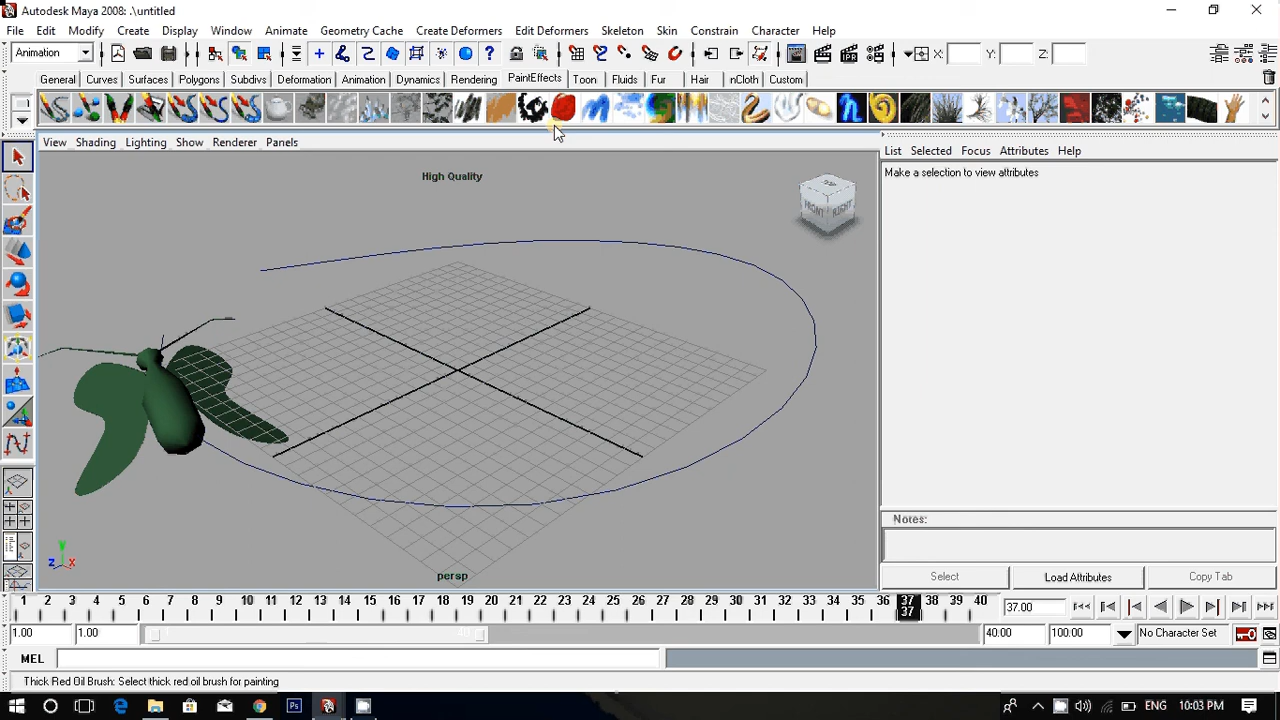 Autodesk Maya 2008: .\untitled
File Edit Modify Create Display Window Animate Geometry Cache Create Deformers Edit Deformers Skeleton Skin Constrain Character Help
Animation X: Y: Z:
General Curves Surfaces Polygons Subdivs Deformation Animation Dynamics Rendering PaintEffects Toon Fluids Fur Hair nCloth Custom
View Shading Lighting Show Renderer Panels
List Selected Focus Attributes Help
High Quality
Make a selection to view attributes
TOP
FRONT RIGHT
Notes:
y
z x
persp
Select Load Attributes Copy Tab
1 2 3 4 5 6 7 8 9 10 11 12 13 14 15 16 17 18 19 20 21 22 23 24 25 26 27 28 29 30 31 32 33 34 35 36 37 38 39 40
37
37.00
1.00 1.00 1 40 40.00 100.00 No Character Set
MEL
Thick Red Oil Brush: Select thick red oil brush for painting
ENG 10:03 PM